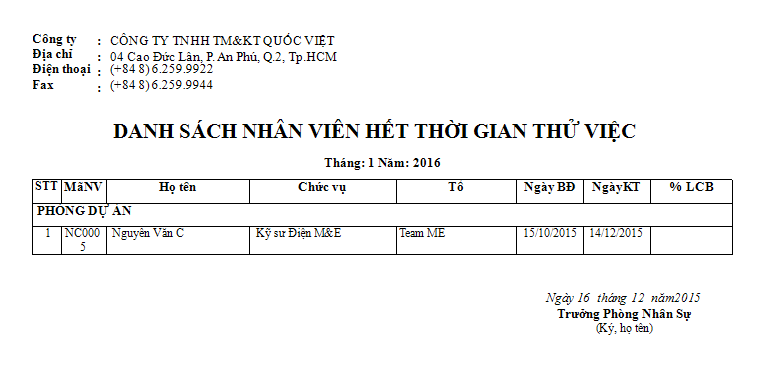 Công ty : CÔNG TY TNHH TM&KT QUỐC VIỆT
Địa chỉ : 04 Cao Đức Lân, P. An Phú, Q.2, Tp.HCM
Điện thoại : (+84 8) 6.259.9922
Fax : (+84 8) 6.259.9944
DANH SÁCH NHÂN VIÊN HẾT THỜI GIAN THỬ VIỆC
Tháng: 1 Năm: 2016
STT MãNV Họ tên Chức vụ Tổ Ngày BĐ NgàyKT % LCB
PHÒNG DỰ ÁN
1 NC000 Nguyễn Văn C Kỹ sư Điện M&E Team ME 15/10/2015 14/12/2015
5
Ngày 16 tháng 12 năm2015
Trưởng Phòng Nhân Sự
(Ký, họ tên)